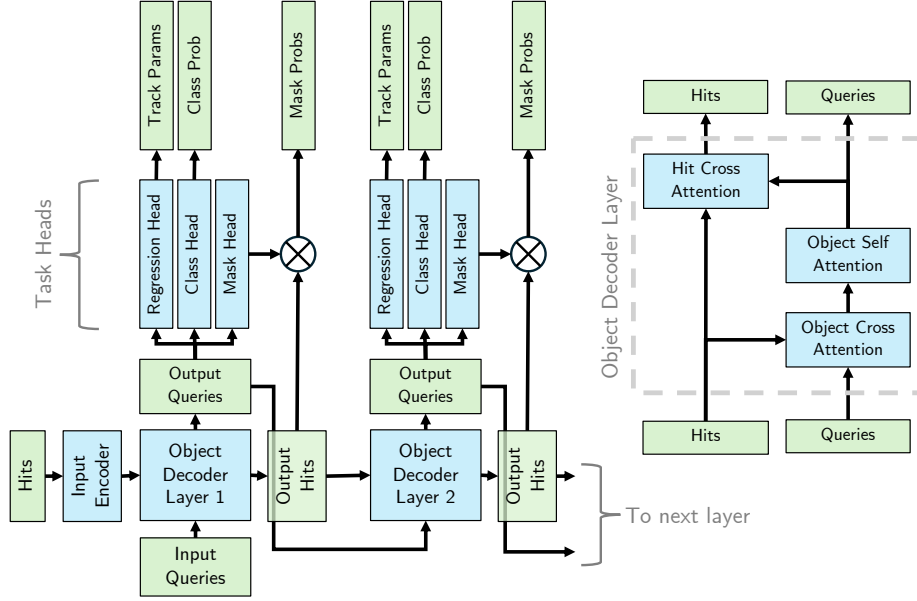 Track Params
Class Prob
Mask Probs
Track Params
Class Prob
Mask Probs
Task Heads
Regression Head
Class Head
Mask Head
Regression Head
Class Head
Mask Head
Output
Queries
Output
Queries
Hits
Input
Encoder
Object
Decoder
Layer 1
Output
Hits
Object
Decoder
Layer 2
Output
Hits
To next layer
Input
Queries
Hits
Queries
Object Decoder Layer
Hit Cross
Attention
Object Self
Attention
Object Cross
Attention
Hits
Queries